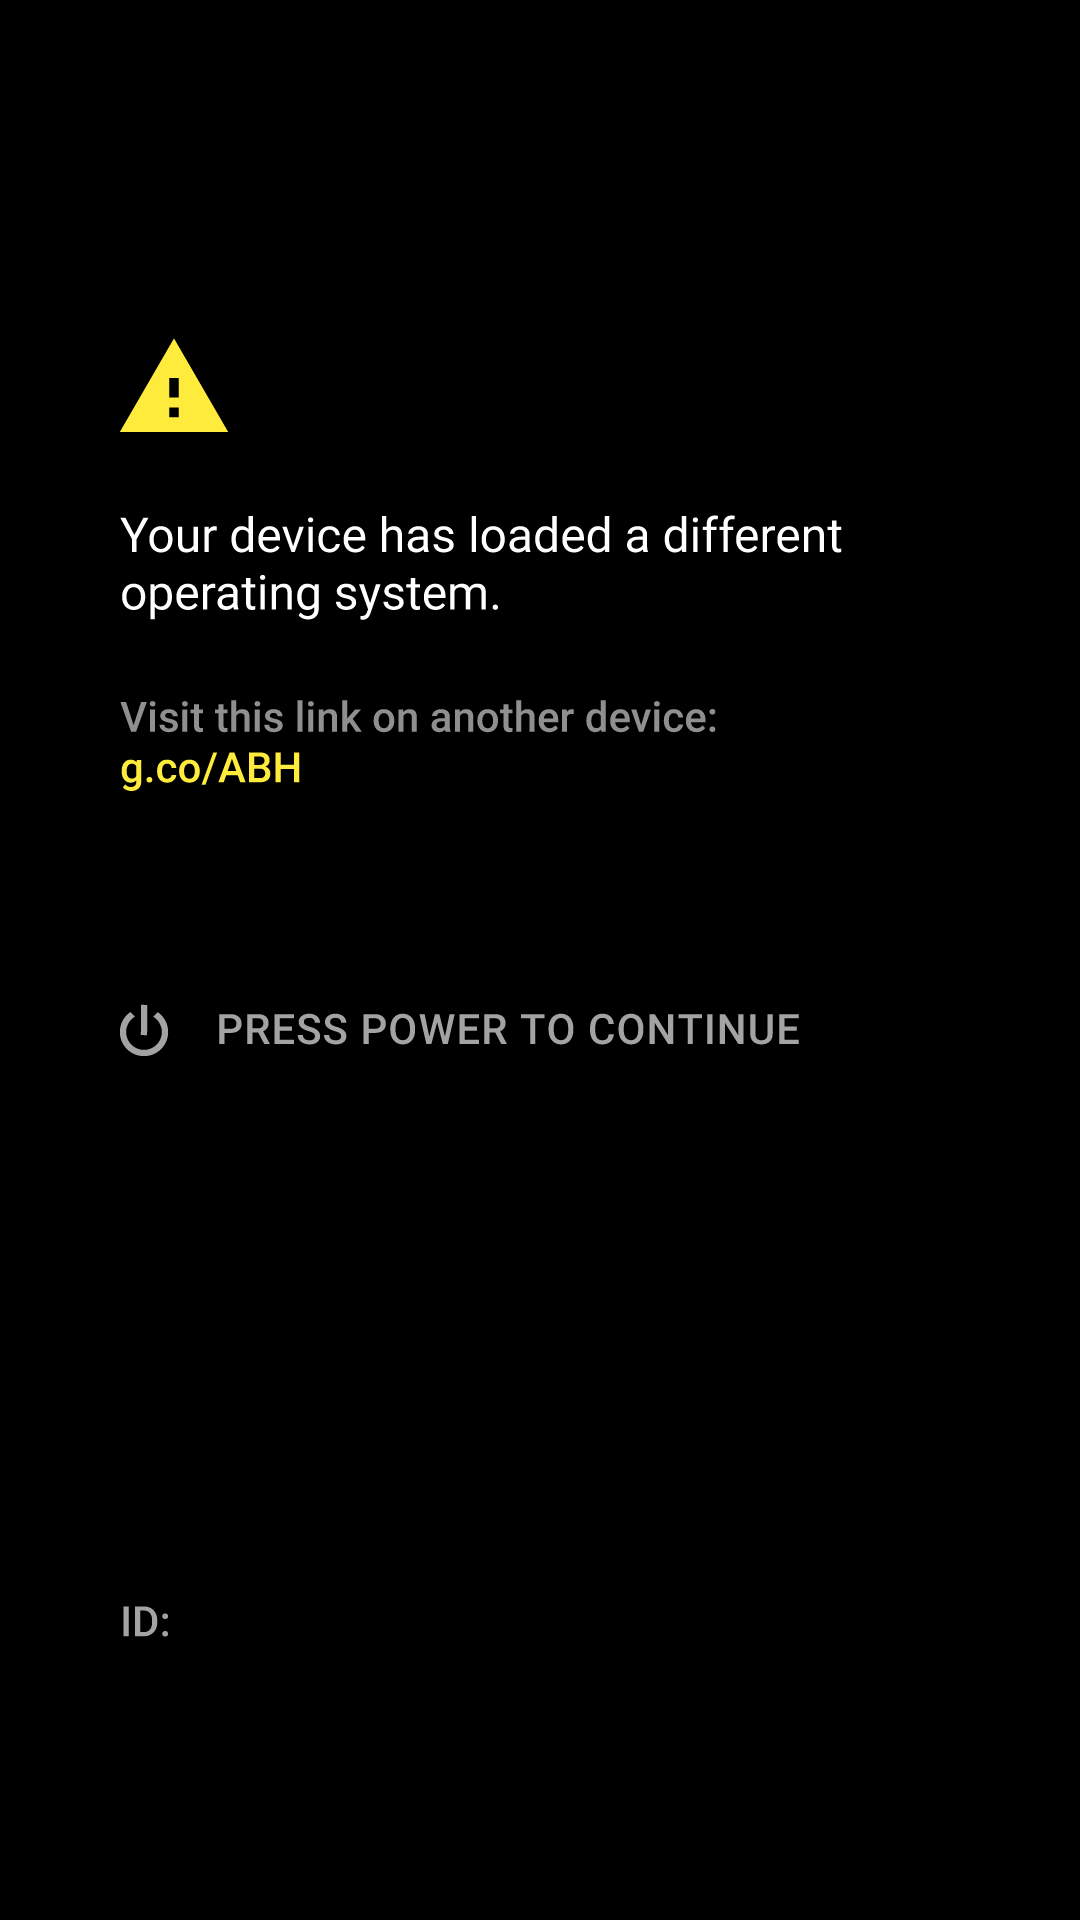 Your device has loaded a different
operating system.
Visit this link on another device:
g.co/ABH
PRESS POWER TO CONTINUE
ID: